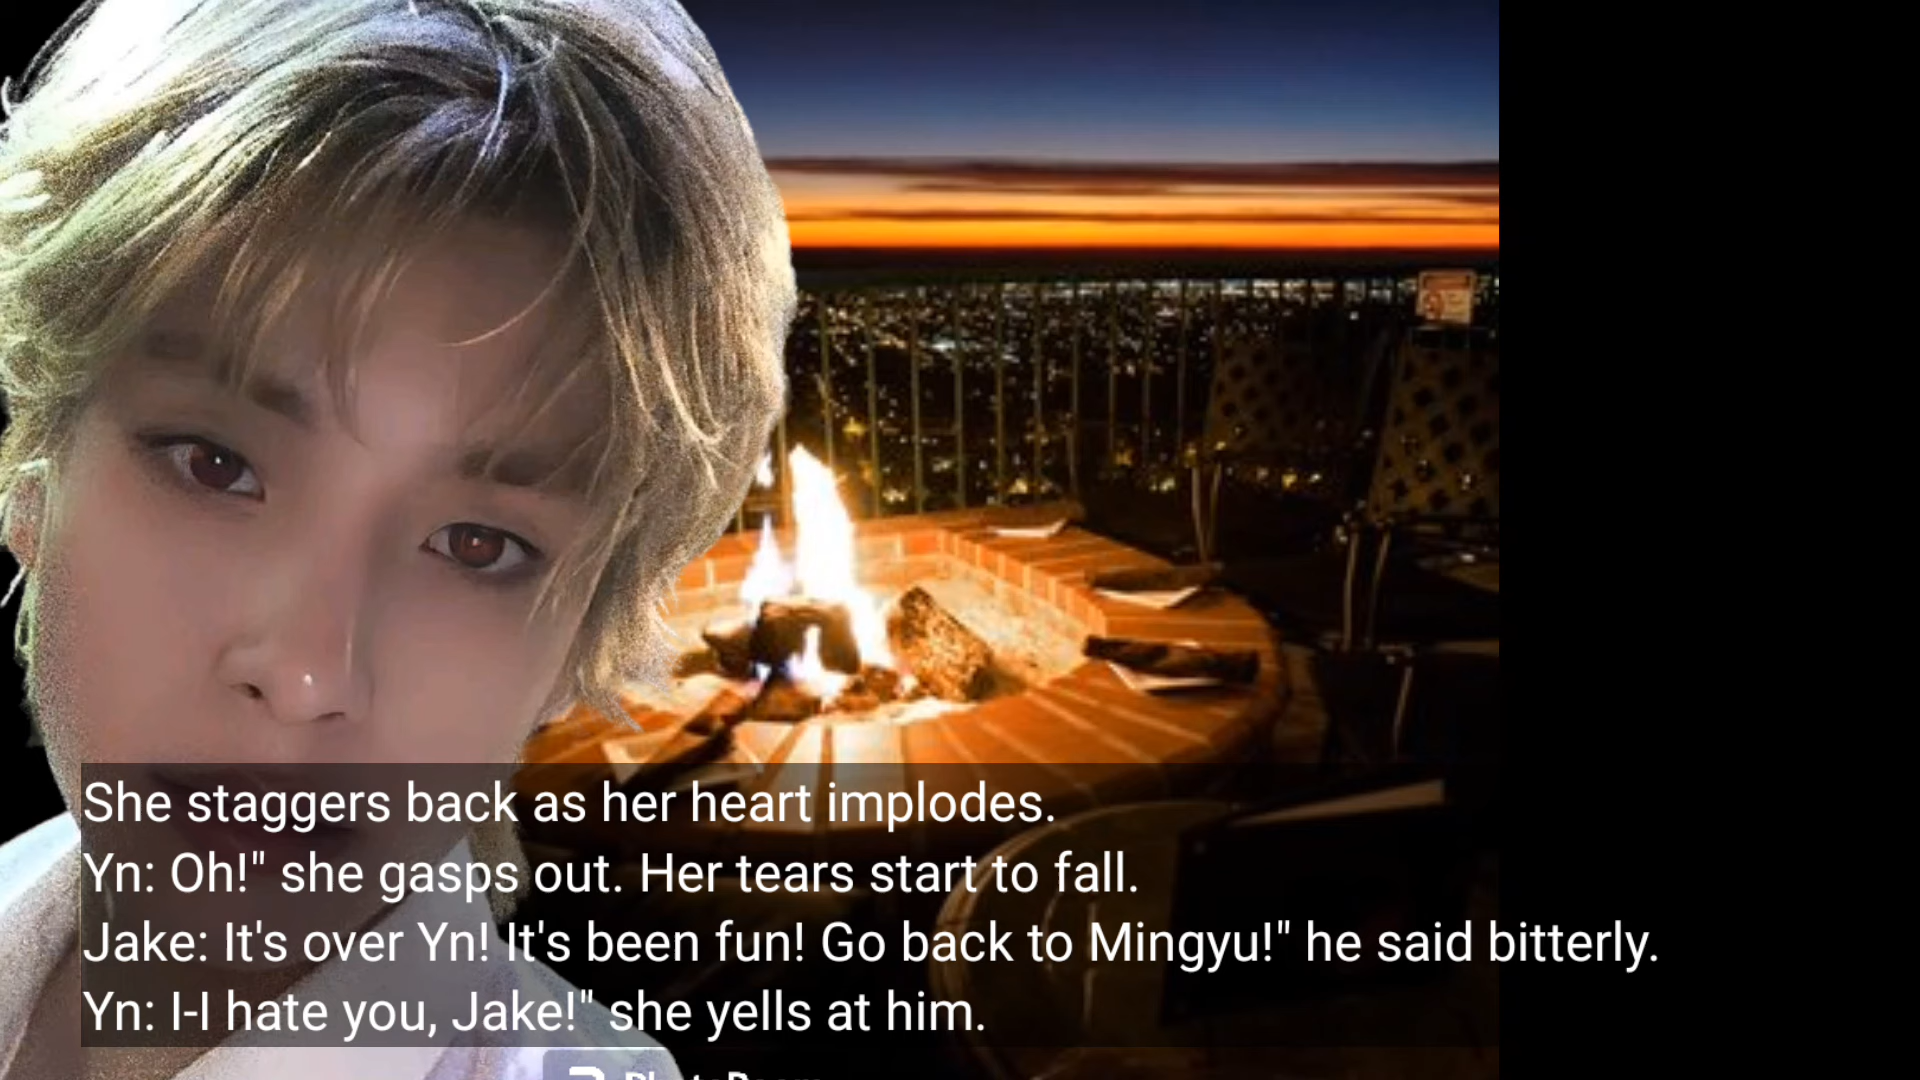 She staggers back as her heart implodes.
Yn: Oh!" she gasps out. Her tears start to fall.
Jake: It's over Yn! It's been fun! Go back to Mingyu!" he said bitterly.
Yn: I-I hate you, Jake!" she yells at him.
PhotoRoom